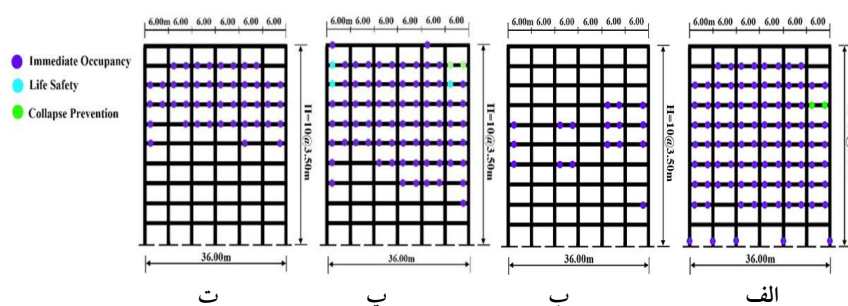 6.00m 6.00 6.00 6.00 6.00 6.00
6.00m 6.00 6.00 6.00 6.00 6.00
6.00 6.00 6.00 6.00 6.00 6.00
6.00 6.00 6.00 6.00 6.00 6.00
Immediate Occupancy
Life Safety
Collapse Prevention
H=10@3.50m
H=10@3.50m
H=10@3.50m
36.00m
36.00m
36.00m
36.00m
ت
پ
ب
الف